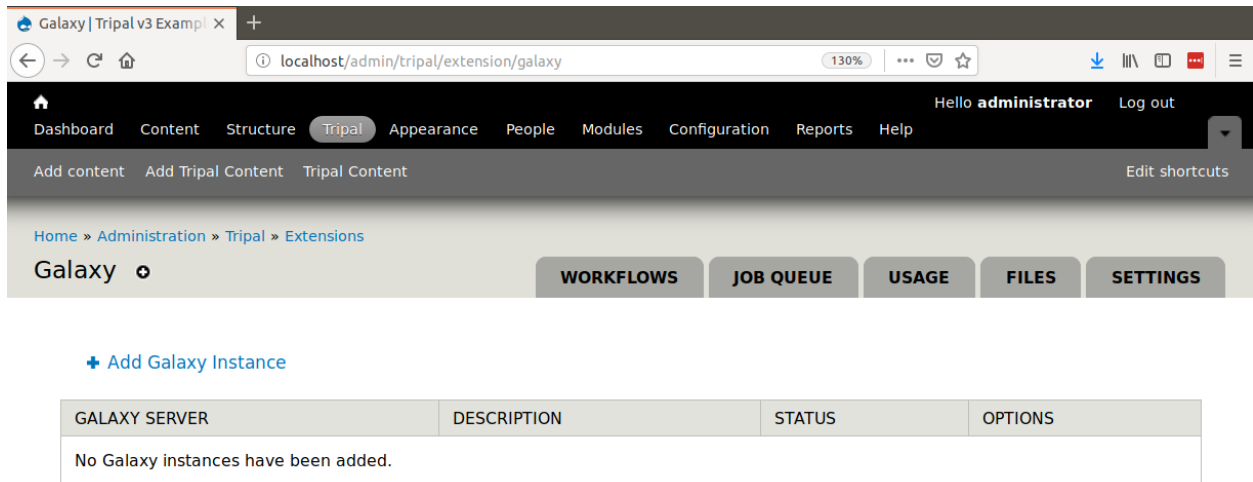 Galaxy | Tripal v3 Exampl
localhost/admin/tripal/extension/galaxy 130%
Hello administrator Log out
Dashboard Content Structure Tripal Appearance People Modules Configuration Reports Help
Add content Add Tripal Content Tripal Content Edit shortcuts
Home » Administration » Tripal » Extensions
Galaxy WORKFLOWS JOB QUEUE USAGE FILES SETTINGS
Add Galaxy Instance
GALAXY SERVER DESCRIPTION STATUS OPTIONS
No Galaxy instances have been added.